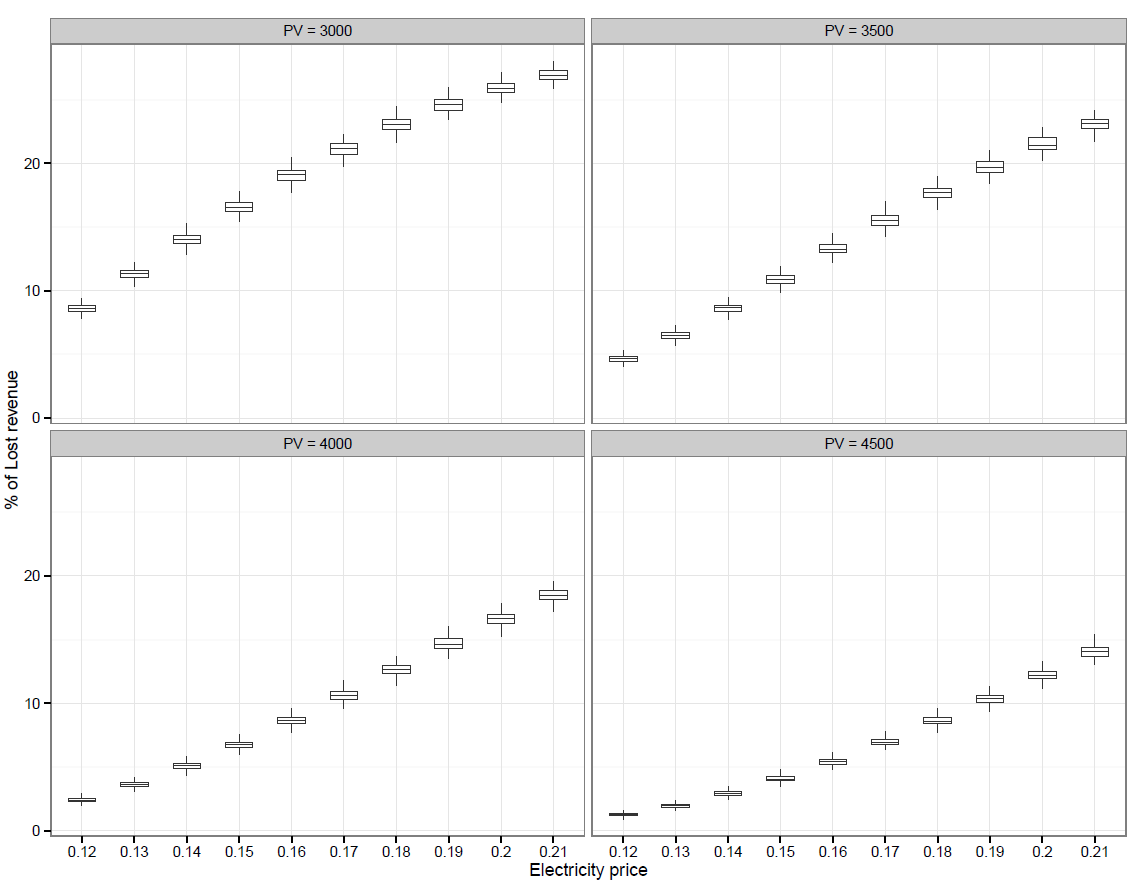 PV = 3000
PV = 3500
20
10
0
PV = 4000
PV = 4500
20
10
0
% of Lost revenue
0.12 0.13 0.14 0.15 0.16 0.17 0.18 0.19 0.2 0.21
0.12 0.13 0.14 0.15 0.16 0.17 0.18 0.19 0.2 0.21
Electricity price